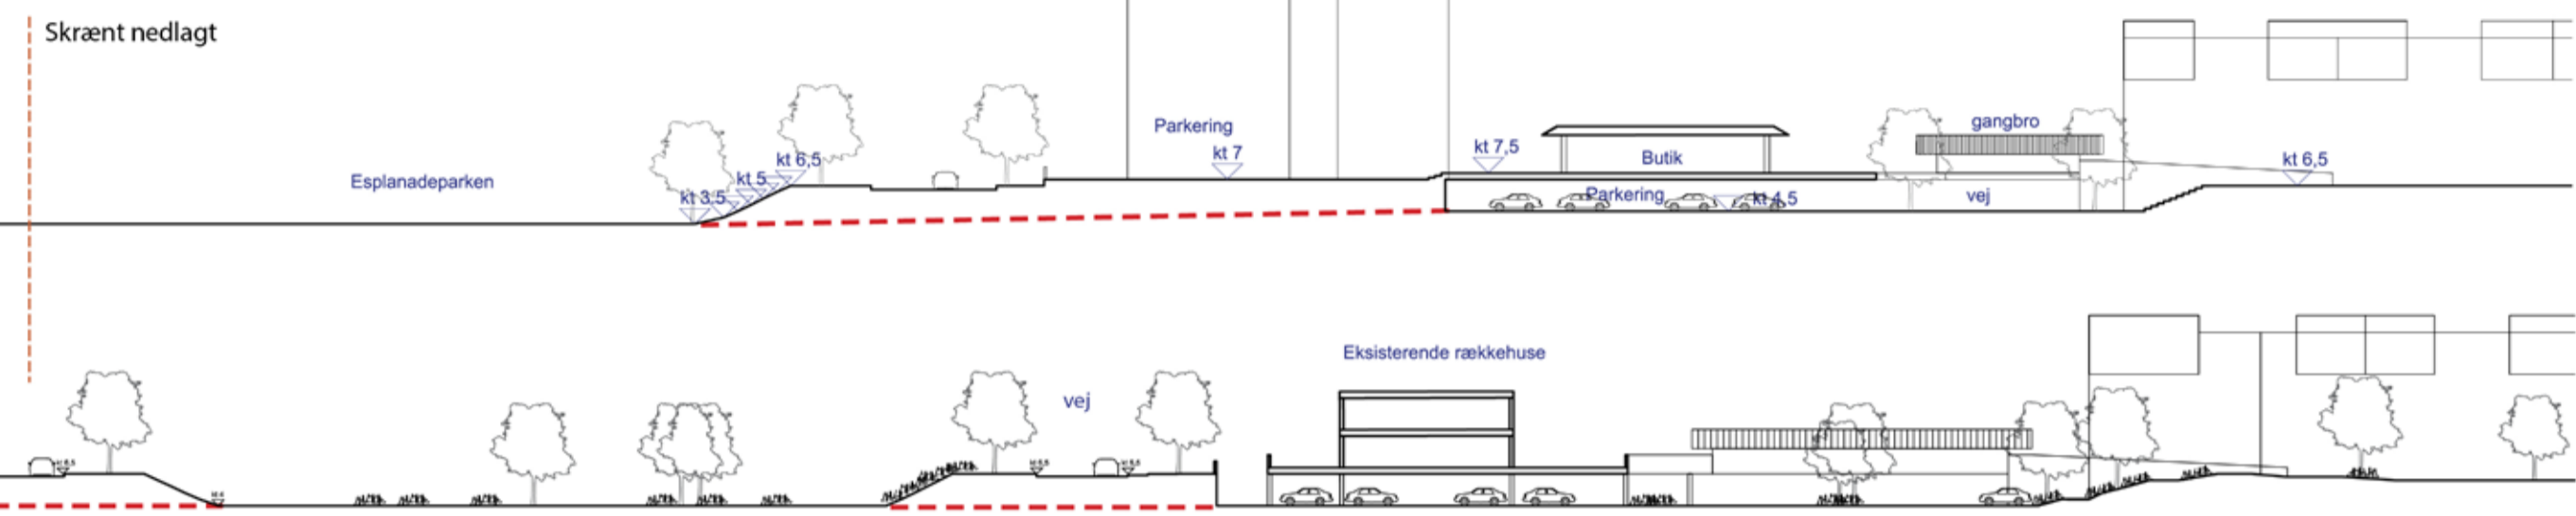 Skrænt nedlagt
Esplanadeparken
kt 3,5
kt 5
kt 6,5
Parkering
kt 7
kt 7,5
Butik
Parkering
kt 4,5
gangbro
vej
kt 6,5
Eksisterende rækkehuse
vej